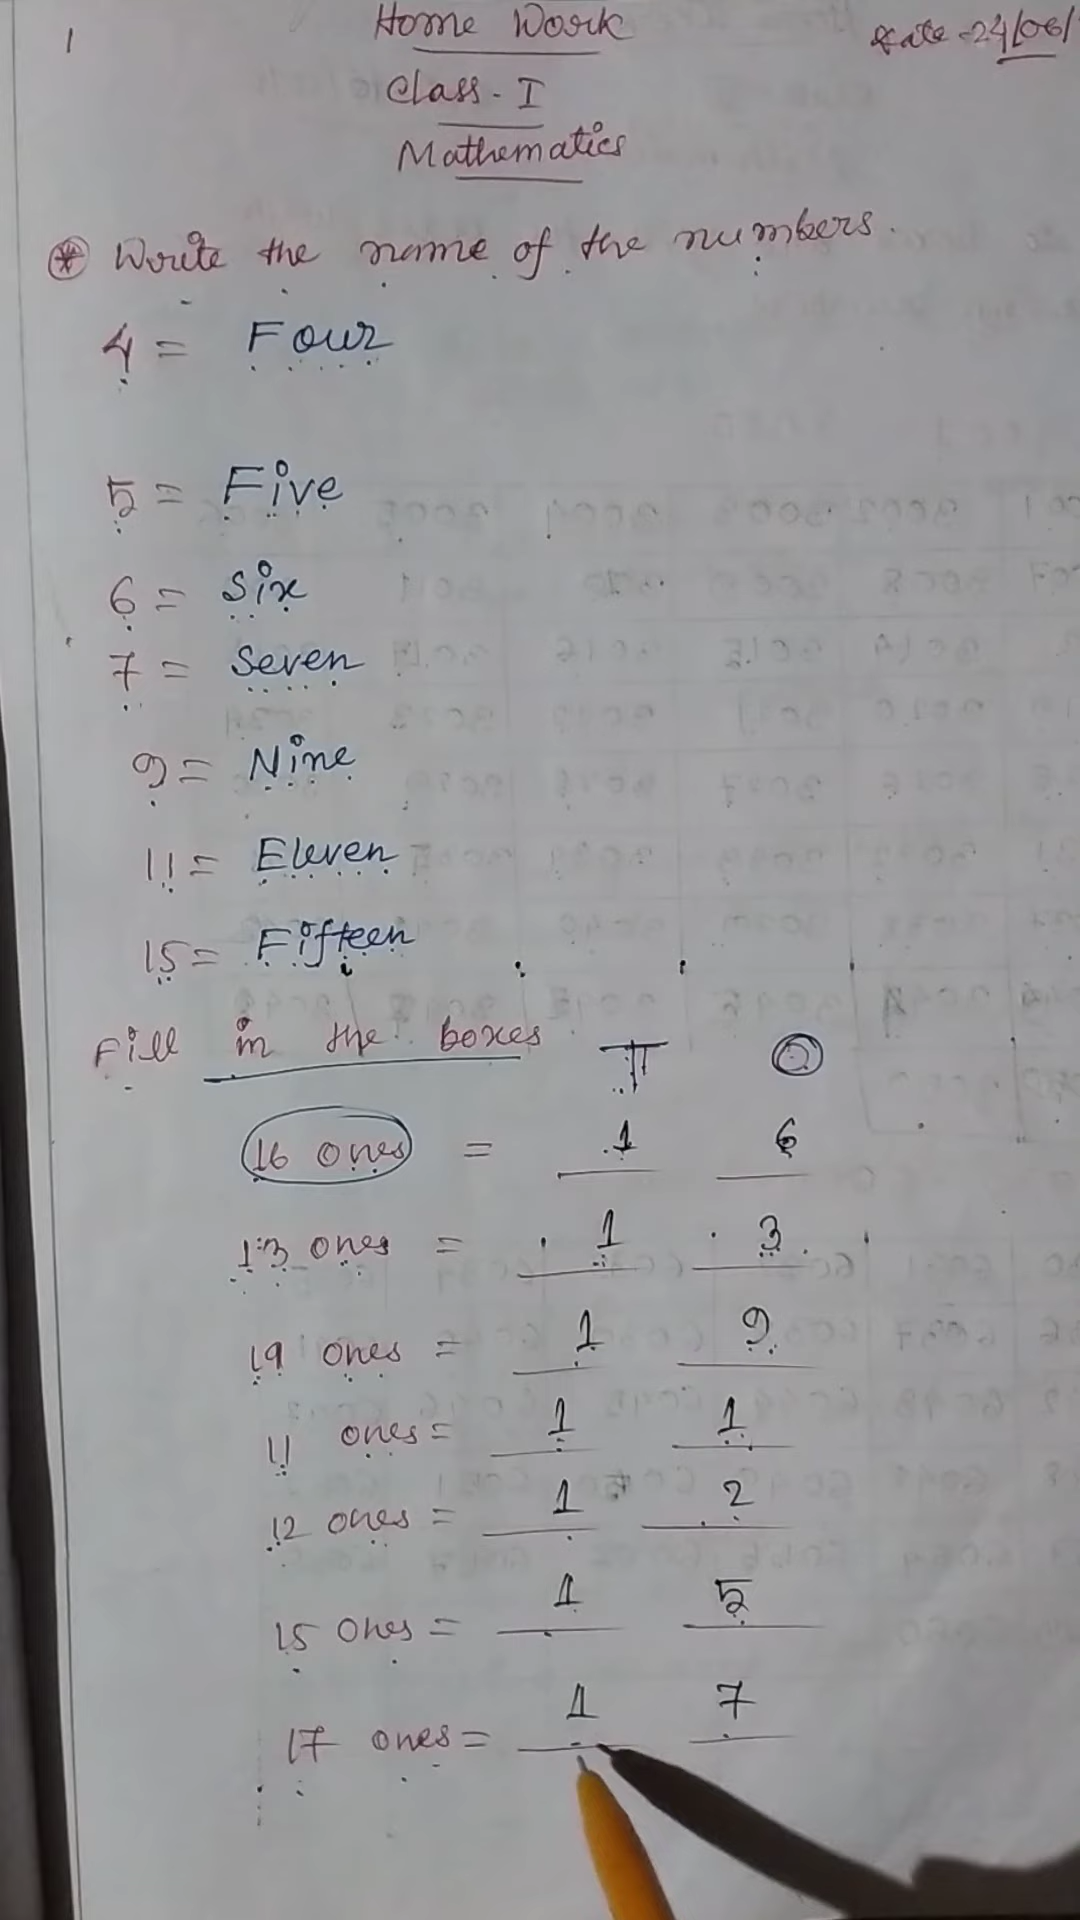 1
Home Work
Date - 24/06/
Class - I
Mathematics
* Write the name of the numbers.
4 = Four
5 = Five
6 = Six
7 = Seven
9 = Nine
11 = Eleven
15 = Fifteen
Fill in the boxes
T O
16 ones = 1 6
13 ones = 1 3
19 ones = 1 9
11 ones = 1 1
12 ones = 1 2
15 ones = 1 5
17 ones = 1 7